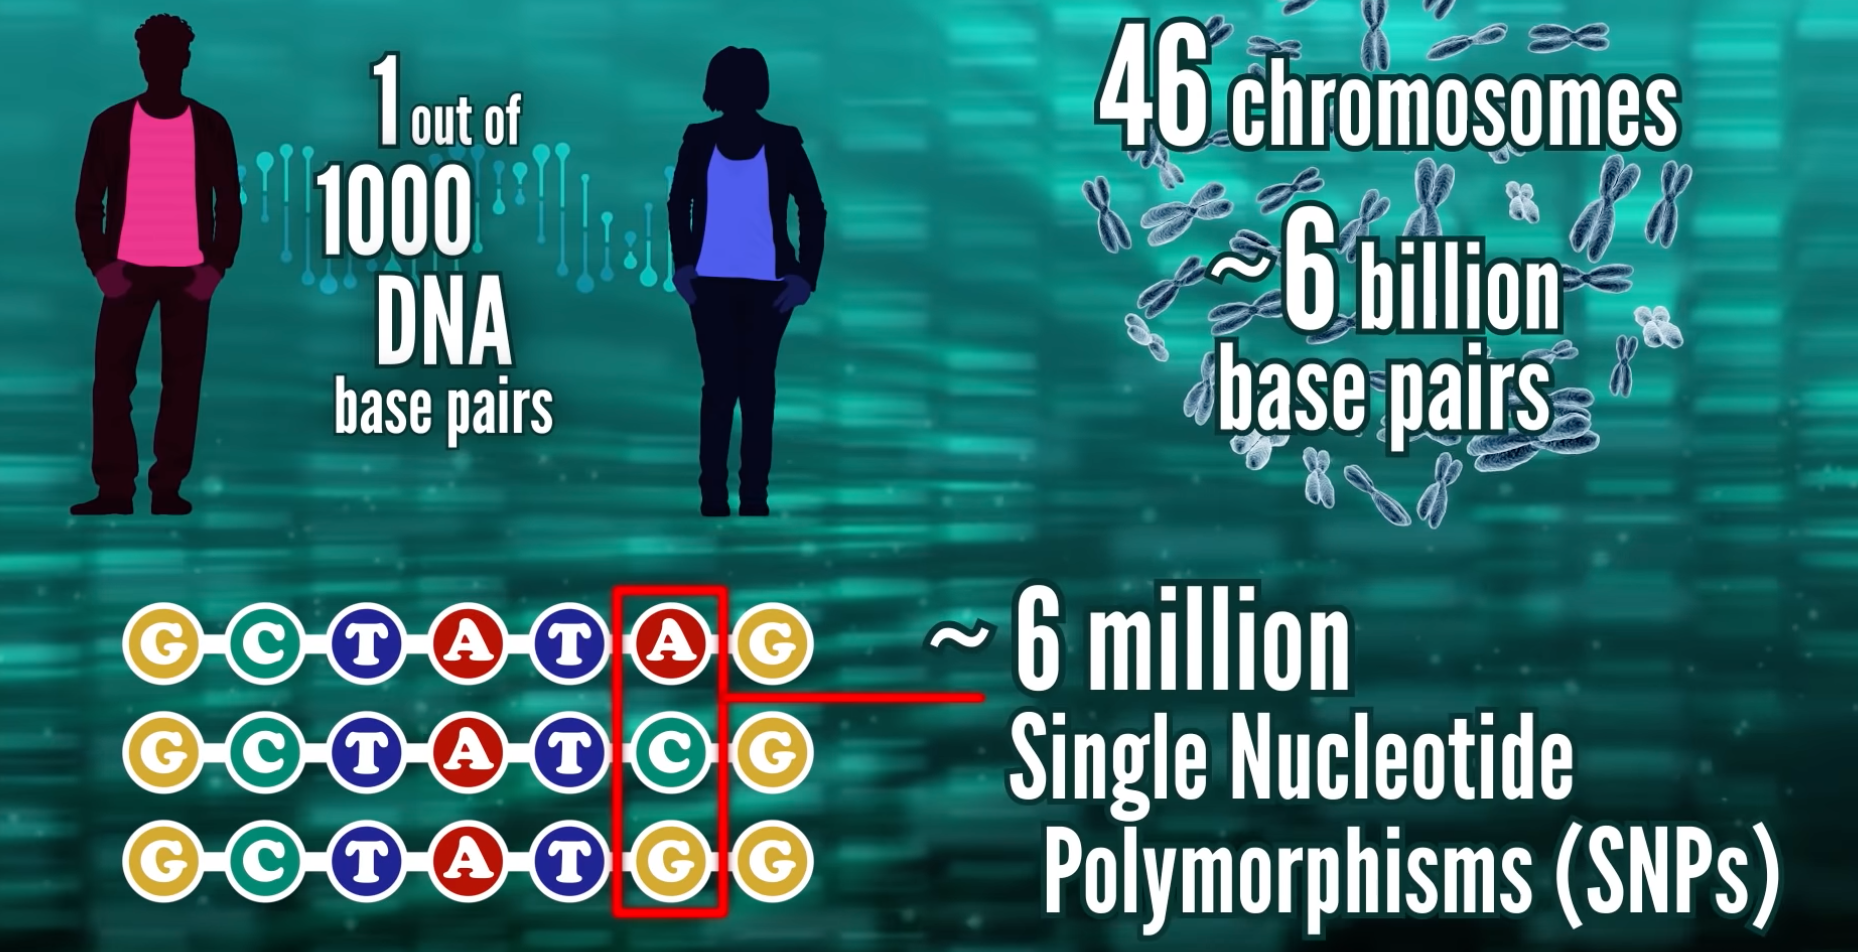 1 out of
1000
DNA
base pairs
46 chromosomes
~6 billion
base pairs
G C T A T A G
G C T A T C G
G C T A T G G
~ 6 million
Single Nucleotide
Polymorphisms (SNPs)